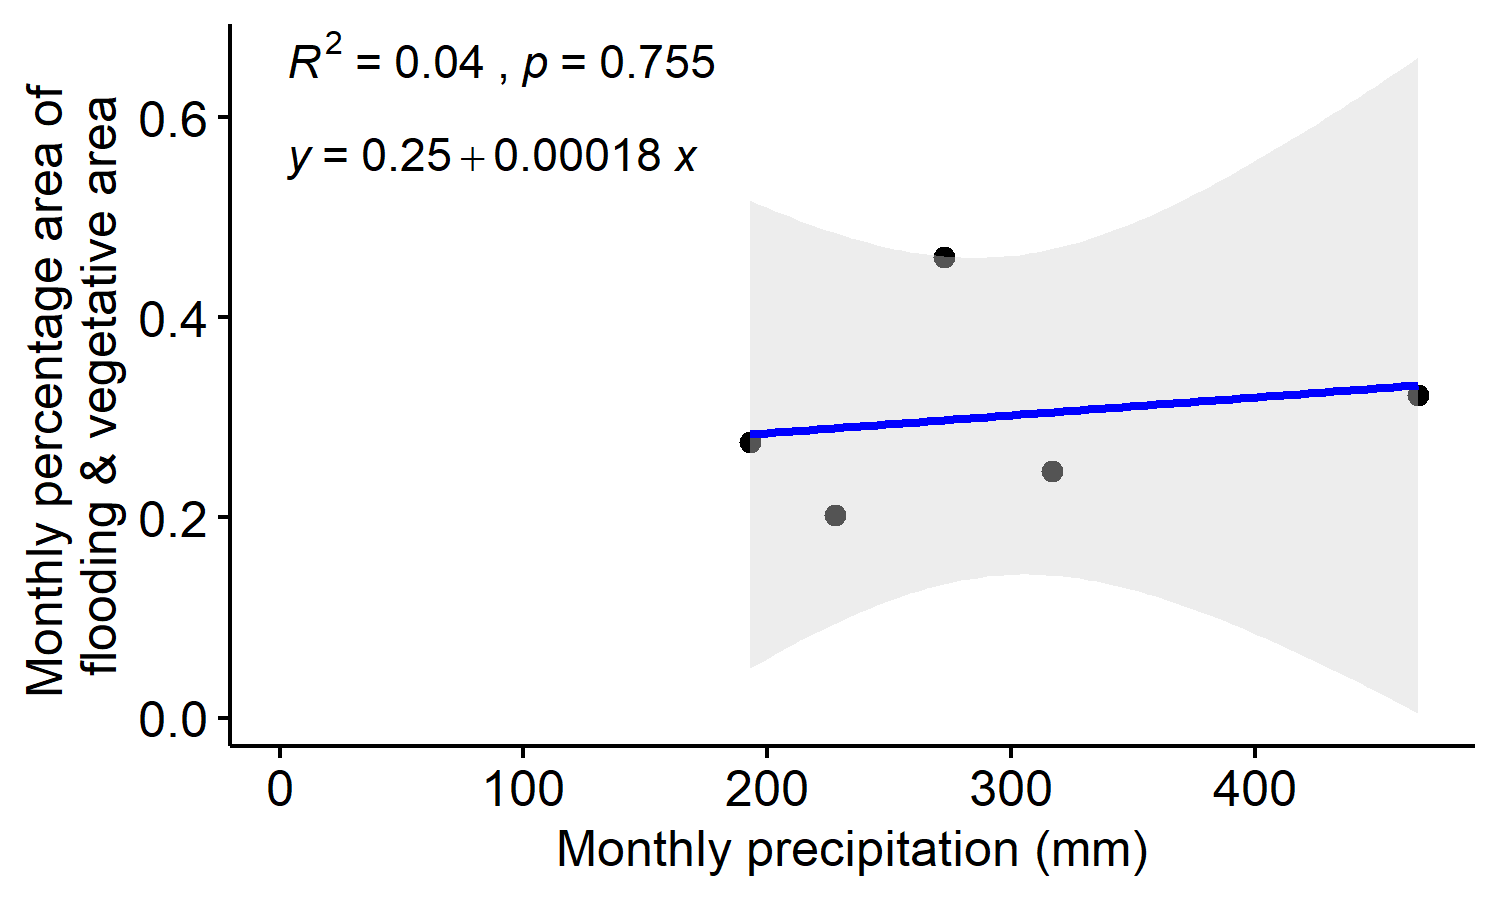 R² = 0.04 , p = 0.755
y = 0.25 + 0.00018 x
Monthly percentage area of
flooding & vegetative area
0.6
0.4
0.2
0.0
0 100 200 300 400
Monthly precipitation (mm)